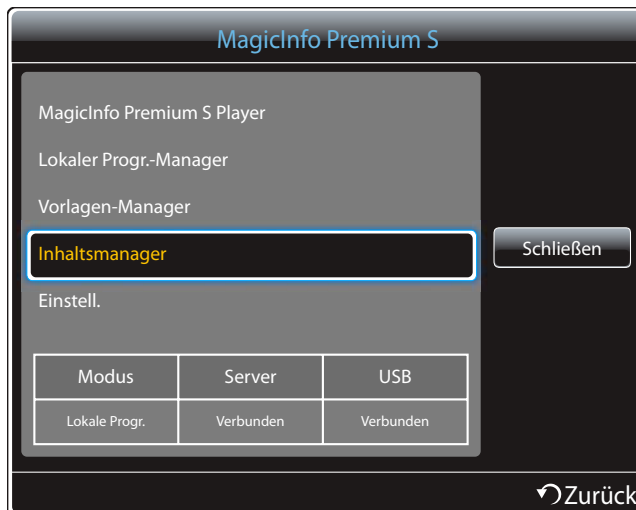 MagicInfo Premium S
MagicInfo Premium S Player
Lokaler Progr.-Manager
Vorlagen-Manager
Inhaltsmanager
Schließen
Einstell.
Modus Server USB
Lokale Progr. Verbunden Verbunden
Zurück